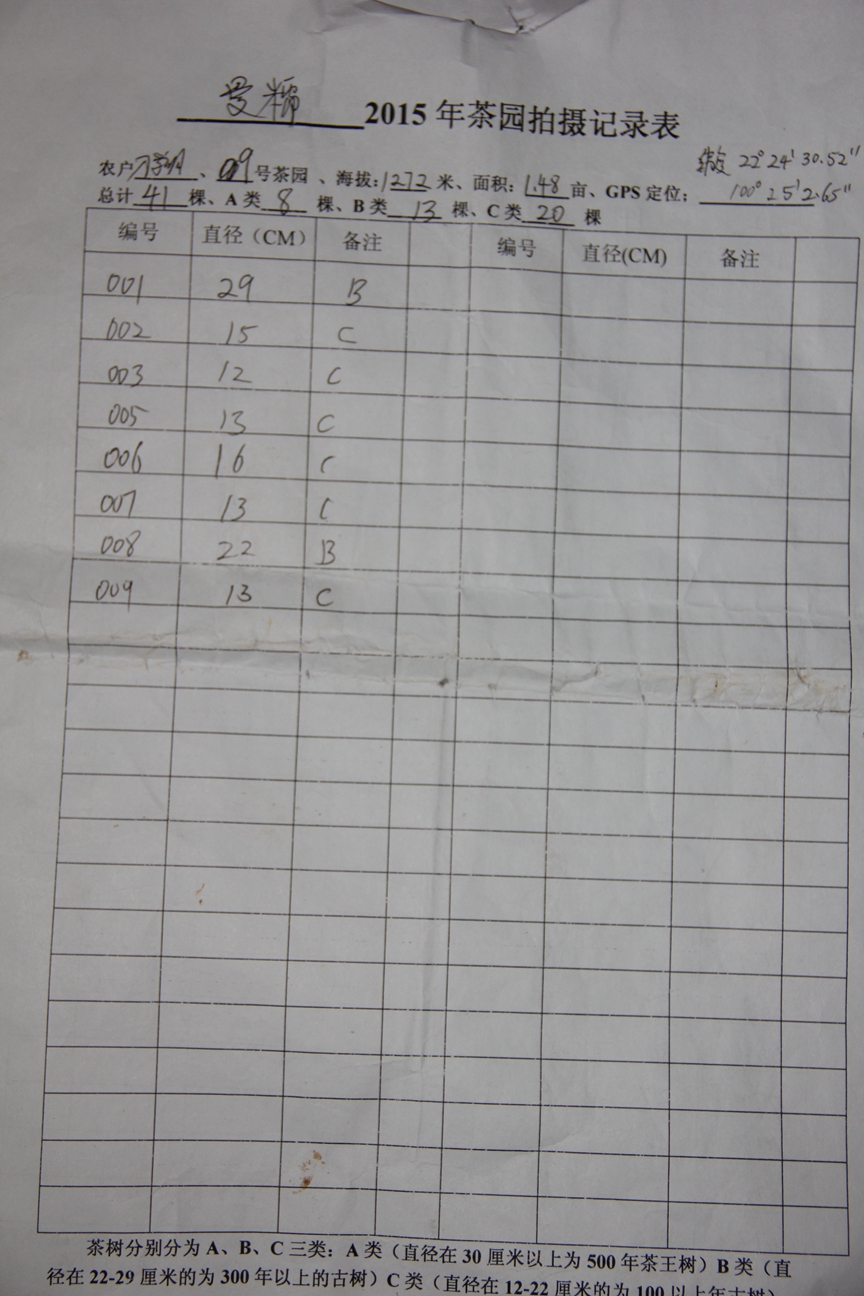 曼糯 2015年茶园拍摄记录表
农户、09号茶园、海拔:1272米、面积:1.48亩、GPS定位: 22°24'30.52"
100°25'2.65"
总计41棵、A类8棵、B类13棵、C类20棵
编号 直径（CM） 备注 编号 直径(CM) 备注
001 29 B
002 15 C
003 12 C
005 13 C
006 16 C
007 13 C
008 22 B
009 13 C
茶树分别分为A、B、C三类：A类（直径在30厘米以上为500年茶王树）B类（直
径在22-29厘米的为300年以上的古树）C类（直径在12-22厘米的为100以上年古树）